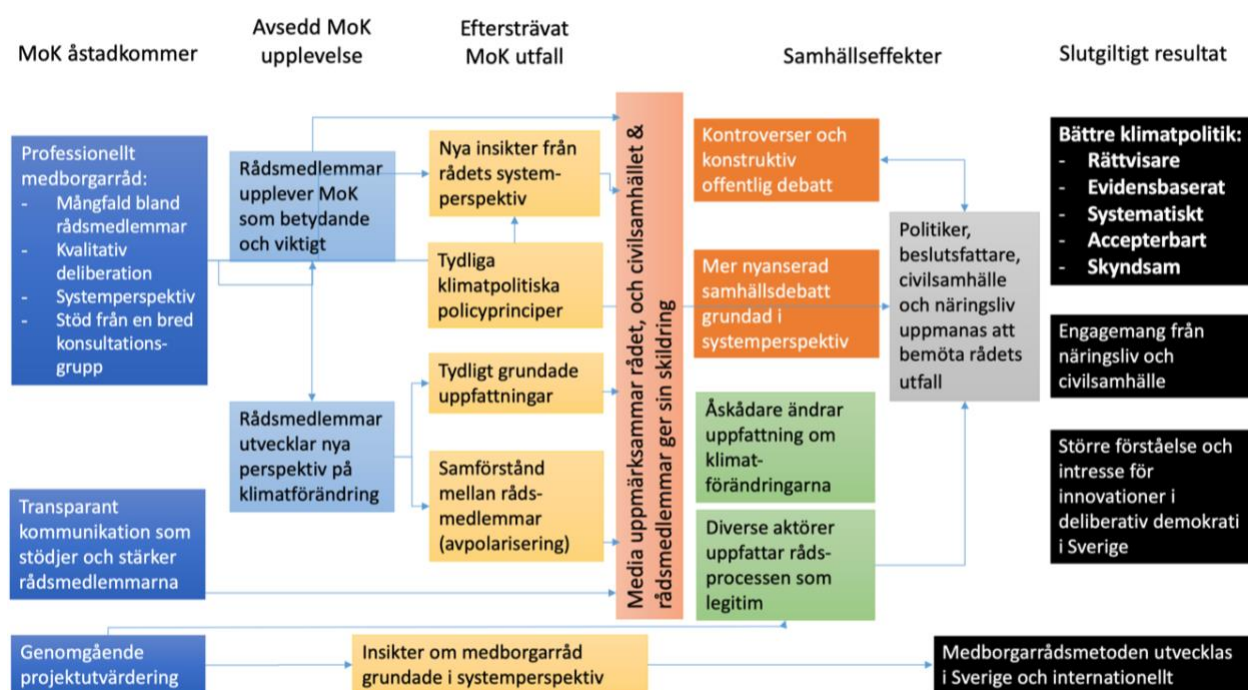 MoK åstadkommer
Avsedd MoK
upplevelse
Eftersträvat
MoK utfall
Samhällseffekter
Slutgiltigt resultat
Professionellt
medborgarråd:
- Mångfald bland
rådsmedlemmar
- Kvalitativ
deliberation
- Systemperspektiv
- Stöd från en bred
konsultations-
grupp
Transparant
kommunikation som
stödjer och stärker
rådsmedlemmarna
Genomgående
projektutvärdering
Rådsmedlemmar
upplever MoK
som betydande
och viktigt
Rådsmedlemmar
utvecklar nya
perspektiv på
klimatförändring
Nya insikter från
rådets system-
perspektiv
Tydliga
klimatpolitiska
policyprinciper
Tydligt grundade
uppfattningar
Samförstånd
mellan råds-
medlemmar
(avpolarisering)
Insikter om medborgarråd
grundade i systemperspektiv
Media uppmärksammar rådet, och civilsamhället &
rådsmedlemmar ger sin skildring
Kontroverser och
konstruktiv
offentlig debatt
Mer nyanserad
samhällsdebatt
grundad i
systemperspektiv
Åskådare ändrar
uppfattning om
klimat-
förändringarna
Diverse aktörer
uppfattar råds-
processen som
legitim
Politiker,
beslutsfattare,
civilsamhälle
och näringsliv
uppmanas att
bemöta rådets
utfall
Bättre klimatpolitik:
- Rättvisare
- Evidensbaserat
- Systematiskt
- Accepterbart
- Skyndsam
Engagemang från
näringsliv och
civilsamhälle
Större förståelse och
intresse för
innovationer i
deliberativ demokrati
i Sverige
Medborgarrådsmetoden utvecklas
i Sverige och internationellt